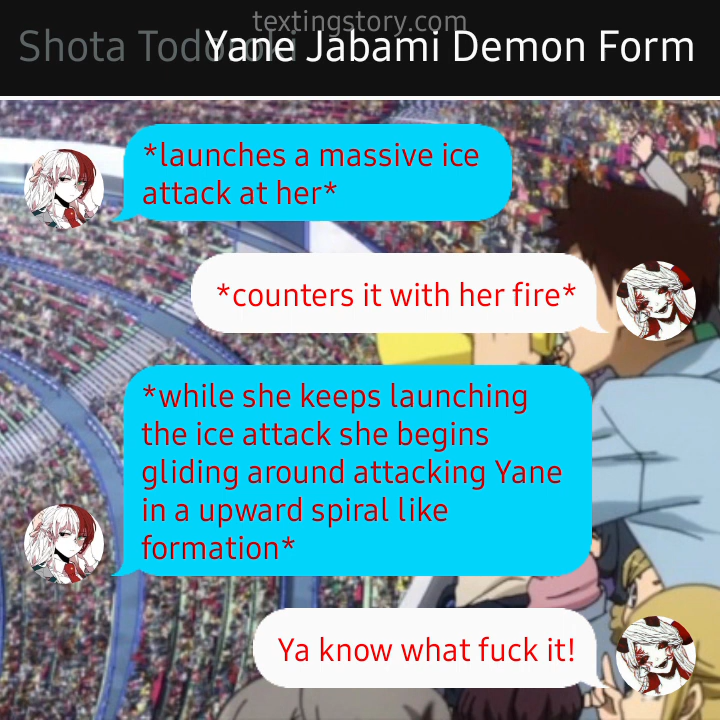 textingstory.com
Shota Todoroki
Yane Jabami Demon Form
*launches a massive ice
attack at her*
*counters it with her fire*
*while she keeps launching
the ice attack she begins
gliding around attacking Yane
in a upward spiral like
formation*
Ya know what fuck it!